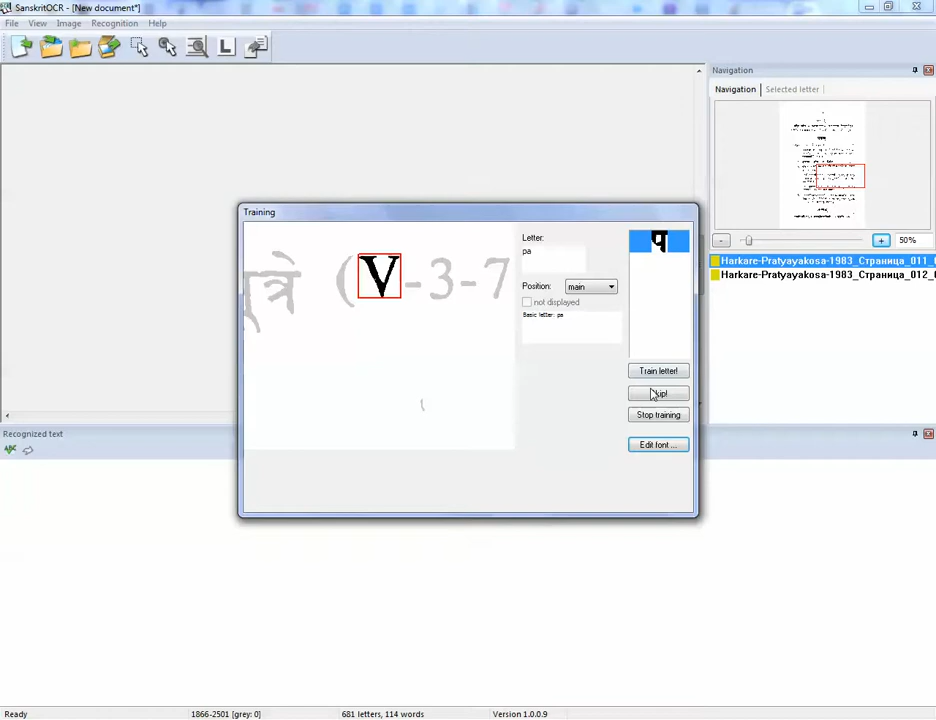 SanskritOCR - [New document*]
File View Image Recognition Help
L
Navigation
Navigation Selected letter
- + 50%
Harkare-Pratyayakosa-1983_Страница_011_
Harkare-Pratyayakosa-1983_Страница_012_
Training
त्रे (V-3-7
Letter:
pa
प
Position: main
not displayed
Basic letter: pa
Train letter!
Stop training
Edit font ...
Recognized text
Ready 1866-2501 [grey: 0] 681 letters, 114 words Version 1.0.0.9